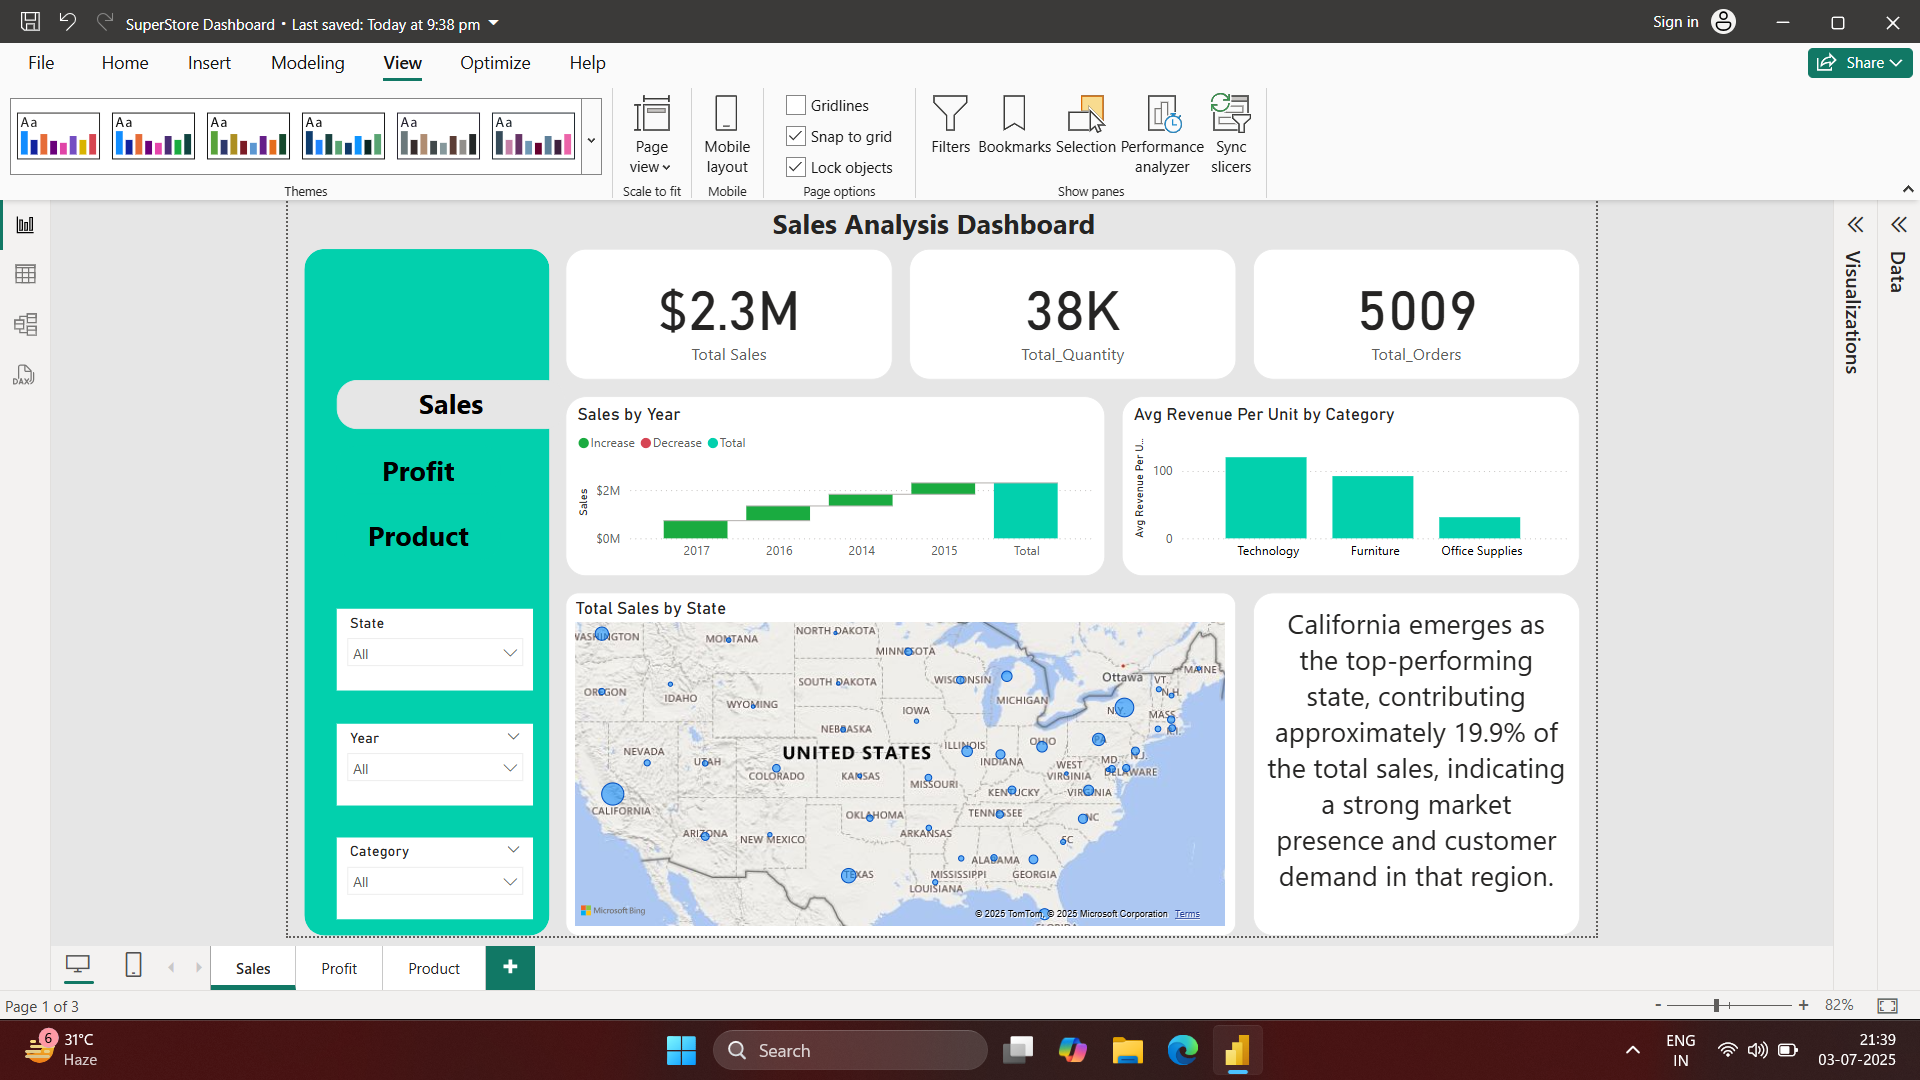 SuperStore Dashboard • Last saved: Today at 9:38 pm
Sign in
File Home Insert Modeling View Optimize Help
Share
Aa Aa Aa Aa Aa Aa
Themes
Page view
Scale to fit
Mobile layout
Mobile
Gridlines
Snap to grid
Lock objects
Page options
Filters
Bookmarks
Selection
Performance analyzer
Sync slicers
Show panes
DAX
Visualizations
Data
Sales Analysis Dashboard
Sales
Profit
Product
State
All
Year
All
Category
All
$2.3M
Total Sales
38K
Total_Quantity
5009
Total_Orders
Sales by Year
Increase Decrease Total
Sales
$2M
$0M
2017 2016 2014 2015 Total
Avg Revenue Per Unit by Category
Avg Revenue Per U...
100
0
Technology Furniture Office Supplies
Total Sales by State
WASHINGTON
MONTANA
NORTH DAKOTA
MINNESOTA
Ottawa
MAINE
VT.
N.H.
OREGON
IDAHO
SOUTH DAKOTA
WISCONSIN
WYOMING
MICHIGAN
IOWA
N.Y.
MASS.
R.I.
NEBRASKA
NEVADA
UTAH
UNITED STATES
ILLINOIS
INDIANA
OHIO
PA
N.J.
MD.
DELAWARE
COLORADO
KANSAS
MISSOURI
WEST VIRGINIA
KENTUCKY
VIRGINIA
CALIFORNIA
OKLAHOMA
TENNESSEE
NC
ARIZONA
NEW MEXICO
ARKANSAS
SC
TEXAS
ALABAMA
MISSISSIPPI
GEORGIA
LOUISIANA
FLORIDA
Microsoft Bing
© 2025 TomTom, © 2025 Microsoft Corporation Terms
California emerges as
the top-performing
state, contributing
approximately 19.9% of
the total sales, indicating
a strong market
presence and customer
demand in that region.
Sales Profit Product +
Page 1 of 3
- + 82%
6
31°C
Haze
Search
ENG
IN
21:39
03-07-2025